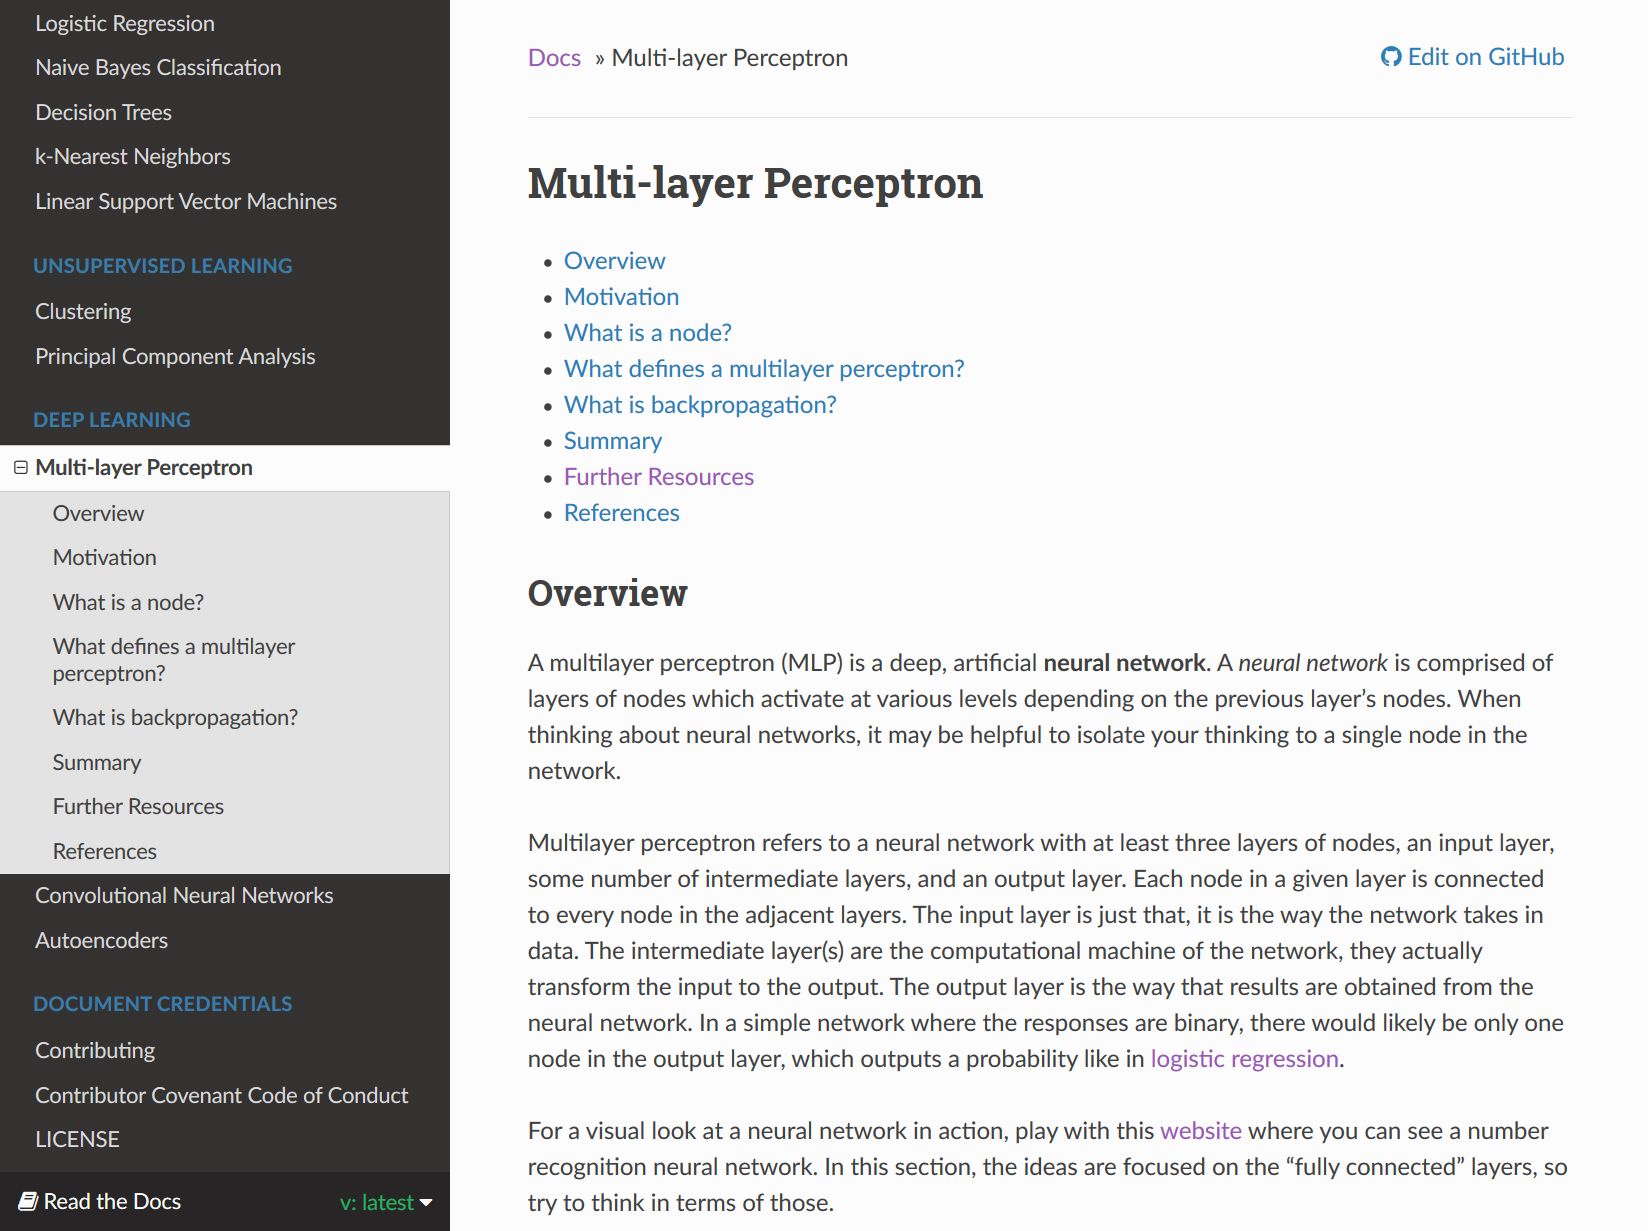 Logistic Regression
Naive Bayes Classification
Decision Trees
k-Nearest Neighbors
Linear Support Vector Machines
UNSUPERVISED LEARNING
Clustering
Principal Component Analysis
DEEP LEARNING
Multi-layer Perceptron
Overview
Motivation
What is a node?
What defines a multilayer
perceptron?
What is backpropagation?
Summary
Further Resources
References
Convolutional Neural Networks
Autoencoders
DOCUMENT CREDENTIALS
Contributing
Contributor Covenant Code of Conduct
LICENSE
Read the Docs v: latest
Docs » Multi-layer Perceptron Edit on GitHub
Multi-layer Perceptron
• Overview
• Motivation
• What is a node?
• What defines a multilayer perceptron?
• What is backpropagation?
• Summary
• Further Resources
• References
Overview
A multilayer perceptron (MLP) is a deep, artificial neural network. A neural network is comprised of
layers of nodes which activate at various levels depending on the previous layer’s nodes. When
thinking about neural networks, it may be helpful to isolate your thinking to a single node in the
network.
Multilayer perceptron refers to a neural network with at least three layers of nodes, an input layer,
some number of intermediate layers, and an output layer. Each node in a given layer is connected
to every node in the adjacent layers. The input layer is just that, it is the way the network takes in
data. The intermediate layer(s) are the computational machine of the network, they actually
transform the input to the output. The output layer is the way that results are obtained from the
neural network. In a simple network where the responses are binary, there would likely be only one
node in the output layer, which outputs a probability like in logistic regression.
For a visual look at a neural network in action, play with this website where you can see a number
recognition neural network. In this section, the ideas are focused on the “fully connected” layers, so
try to think in terms of those.